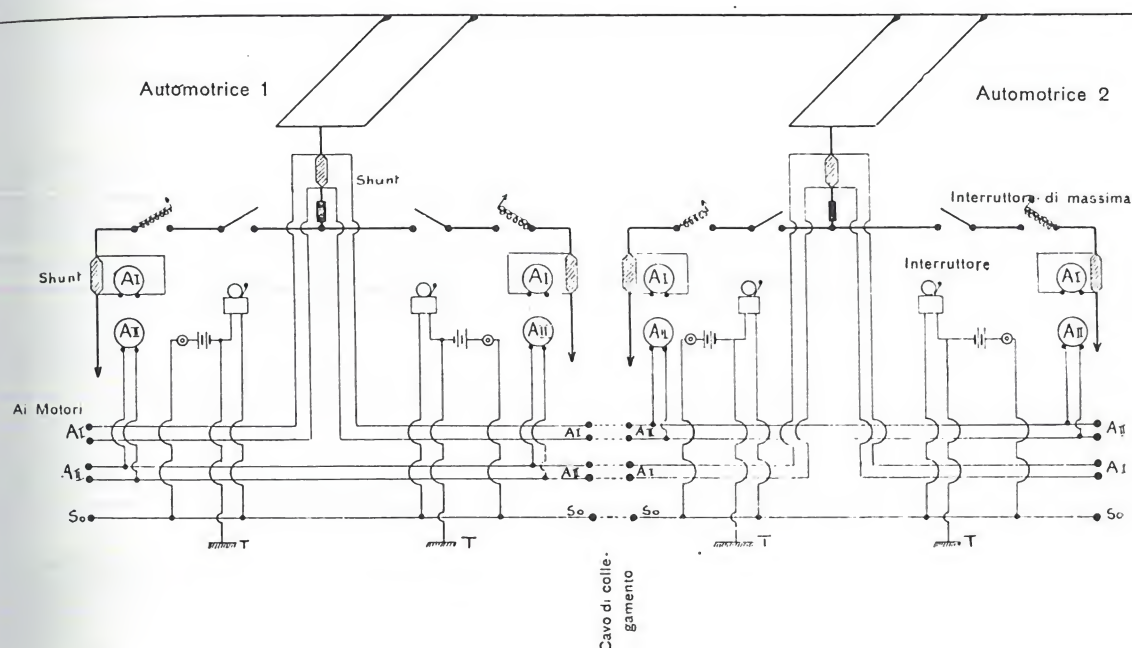 Automotrice 1
Automotrice 2
Shunt
Interruttore di massima
Shunt
AI
AI
AI
Interruttore
AI
AII
AII
AII
AII
Ai Motori
AI
AI
AII
AII
AII
AII
AI
AI
So
So
So
So
T
T
T
T
Cavo di colle-
gamento